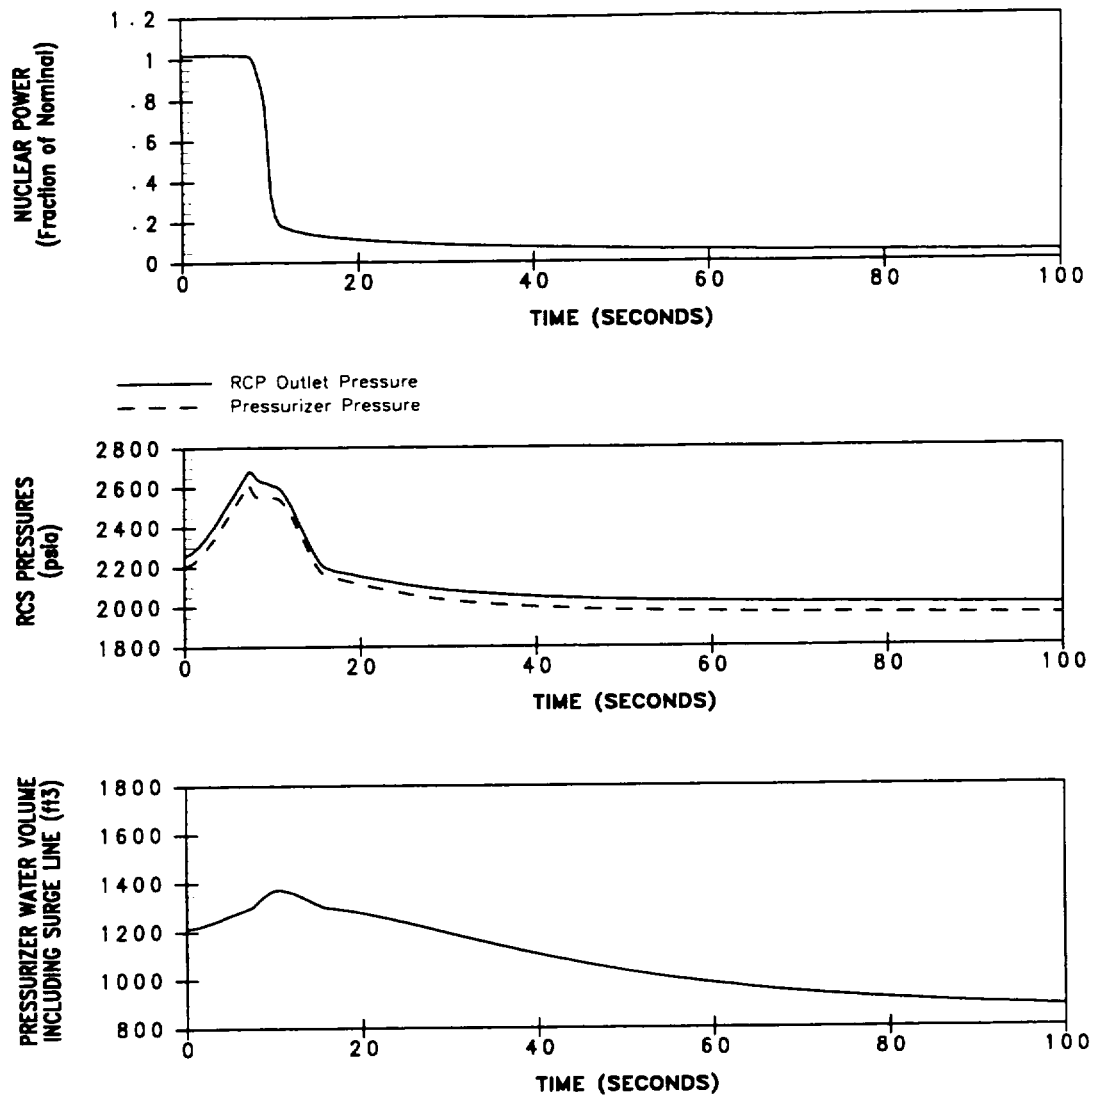 NUCLEAR POWER
(Fraction of Nominal)
1.2
1
.8
.6
.4
.2
0
0 20 40 60 80 100
TIME (SECONDS)
RCP Outlet Pressure
Pressurizer Pressure
RCS PRESSURES
(psia)
2800
2600
2400
2200
2000
1800
0 20 40 60 80 100
TIME (SECONDS)
PRESSURIZER WATER VOLUME
INCLUDING SURGE LINE (ft3)
1800
1600
1400
1200
1000
800
0 20 40 60 80 100
TIME (SECONDS)